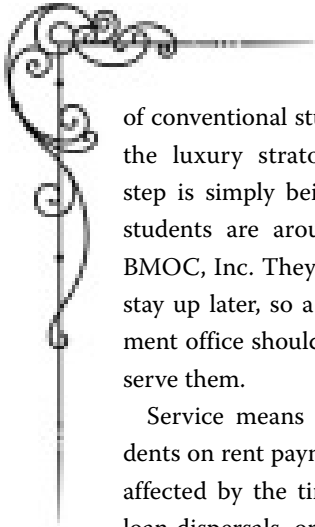 of conventional stu
the luxury strato
step is simply bei
students are arou
BMOC, Inc. They
stay up later, so a
ment office should
serve them.
Service means
dents on rent payn
affected by the ti
loan dispersals, or